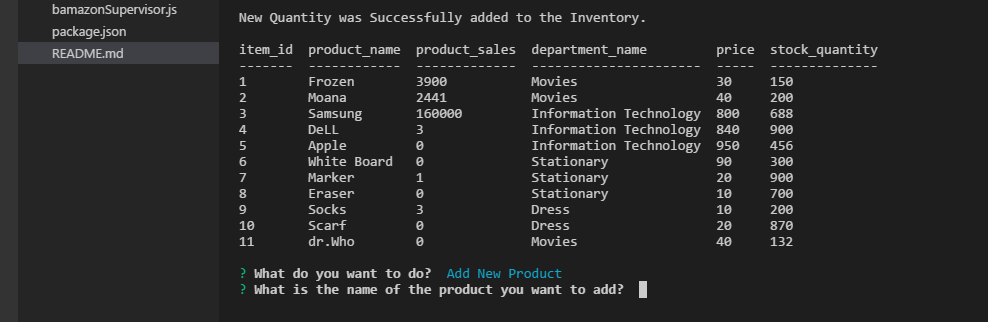 bamazonSupervisor.js
package.json
README.md
New Quantity was Successfully added to the Inventory.
item_id  product_name  product_sales  department_name         price  stock_quantity
-------  ------------  -------------  ----------------------  -----  --------------
1        Frozen        3900           Movies                  30     150
2        Moana         2441           Movies                  40     200
3        Samsung       160000         Information Technology  800    688
4        DeLL          3              Information Technology  840    900
5        Apple         0              Information Technology  950    456
6        White Board   0              Stationary              90     300
7        Marker        1              Stationary              20     900
8        Eraser        0              Stationary              10     700
9        Socks         3              Dress                   10     200
10       Scarf         0              Dress                   20     870
11       dr.Who        0              Movies                  40     132
? What do you want to do?  Add New Product
? What is the name of the product you want to add?